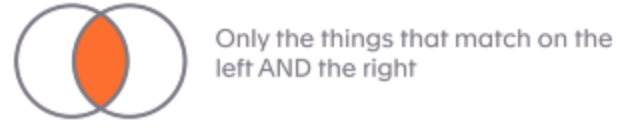 Only the things that match on the
left AND the right